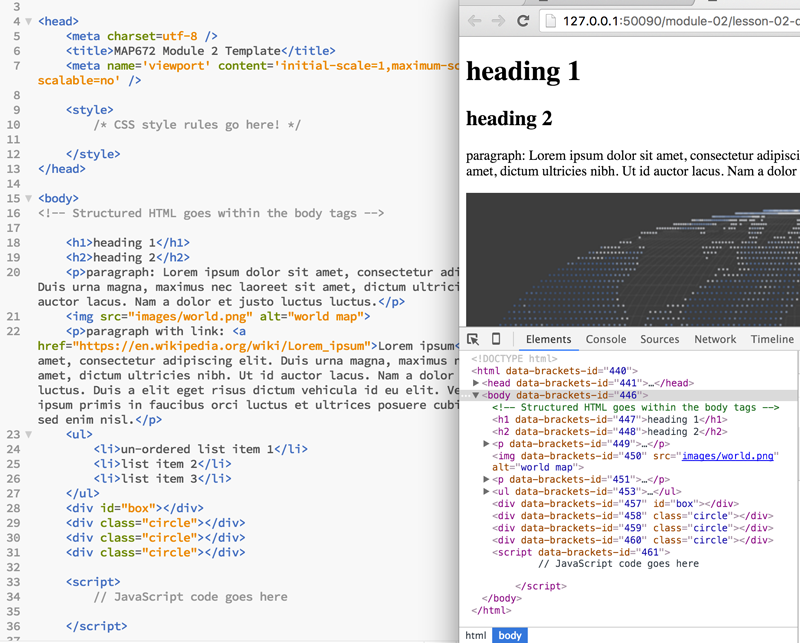 3
4 <head>
5 <meta charset=utf-8 />
6 <title>MAP672 Module 2 Template</title>
7 <meta name='viewport' content='initial-scale=1,maximum-sc
scalable=no' />
8
9 <style>
10 /* CSS style rules go here! */
11
12 </style>
13 </head>
14
15 <body>
16 <!-- Structured HTML goes within the body tags -->
17
18 <h1>heading 1</h1>
19 <h2>heading 2</h2>
20 <p>paragraph: Lorem ipsum dolor sit amet, consectetur adi
Duis urna magna, maximus nec laoreet sit amet, dictum ultrici
auctor lacus. Nam a dolor et justo luctus luctus.</p>
21 <img src="images/world.png" alt="world map">
22 <p>paragraph with link: <a
href="https://en.wikipedia.org/wiki/Lorem_ipsum">Lorem ipsum<
amet, consectetur adipiscing elit. Duis urna magna, maximus n
amet, dictum ultricies nibh. Ut id auctor lacus. Nam a dolor
luctus. Duis a elit eget risus dictum vehicula id eu elit. Ve
ipsum primis in faucibus orci luctus et ultrices posuere cubi
sed enim nisl.</p>
23 <ul>
24 <li>un-ordered list item 1</li>
25 <li>list item 2</li>
26 <li>list item 3</li>
27 </ul>
28 <div id="box"></div>
29 <div class="circle"></div>
30 <div class="circle"></div>
31 <div class="circle"></div>
32
33 <script>
34 // JavaScript code goes here
35
36 </script>
127.0.0.1:50090/module-02/lesson-02-d
heading 1
heading 2
paragraph: Lorem ipsum dolor sit amet, consectetur adipisci
amet, dictum ultricies nibh. Ut id auctor lacus. Nam a dolor
Elements Console Sources Network Timeline
<!DOCTYPE html>
<html data-brackets-id="440">
<head data-brackets-id="441">…</head>
<body data-brackets-id="446">
<!-- Structured HTML goes within the body tags -->
<h1 data-brackets-id="447">heading 1</h1>
<h2 data-brackets-id="448">heading 2</h2>
<p data-brackets-id="449">…</p>
<img data-brackets-id="450" src="images/world.png"
alt="world map">
<p data-brackets-id="451">…</p>
<ul data-brackets-id="453">…</ul>
<div data-brackets-id="457" id="box"></div>
<div data-brackets-id="458" class="circle"></div>
<div data-brackets-id="459" class="circle"></div>
<div data-brackets-id="460" class="circle"></div>
<script data-brackets-id="461">
// JavaScript code goes here
</script>
</body>
</html>
html body